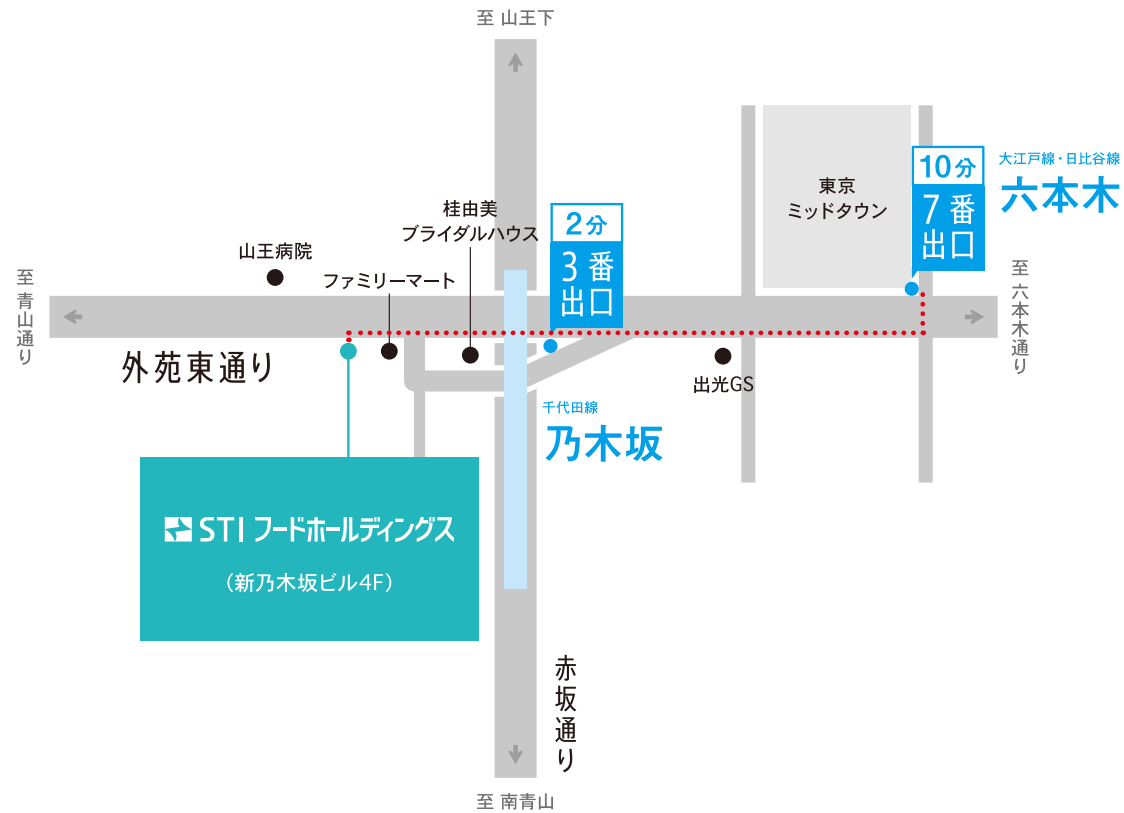 至 山王下
大江戸線・日比谷線
六本木
10分
7番
出口
東京
ミッドタウン
桂由美
ブライダルハウス
2分
3番
出口
山王病院
ファミリーマート
至 青山通り
至 六本木通り
外苑東通り
出光GS
千代田線
乃木坂
STI フードホールディングス
（新乃木坂ビル4F）
赤坂通り
至 南青山